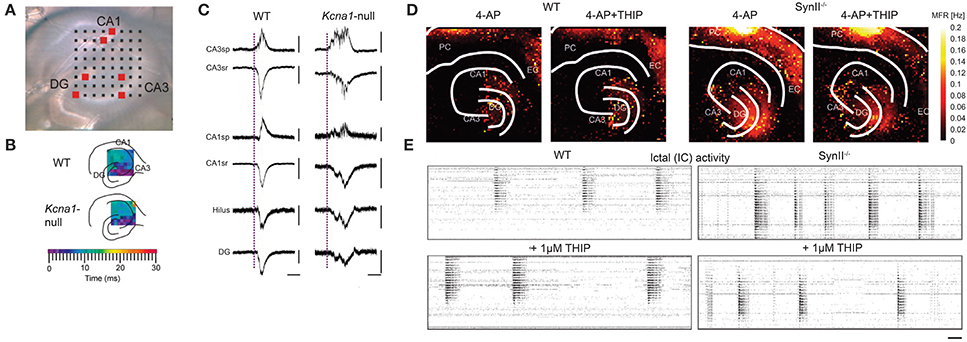 A
CA1
DG
CA3
B
WT
CA1
DG
CA3
Kcna1-
null
0 10 20 30
Time (ms)
C
WT Kcna1-null
CA3sp
CA3sr
CA1sp
CA1sr
Hilus
DG
D
WT SynII-/-
4-AP 4-AP+THIP 4-AP 4-AP+THIP
MFR [Hz]
PC CA1 EC CA3 DG
PC CA1 EC CA3 DG
PC CA1 EC CA3 DG
PC CA1 EC CA3 DG
0.2
0.18
0.16
0.14
0.12
0.1
0.08
0.06
0.04
0.02
0
E
WT Ictal (IC) activity SynII-/-
+ 1µM THIP + 1µM THIP